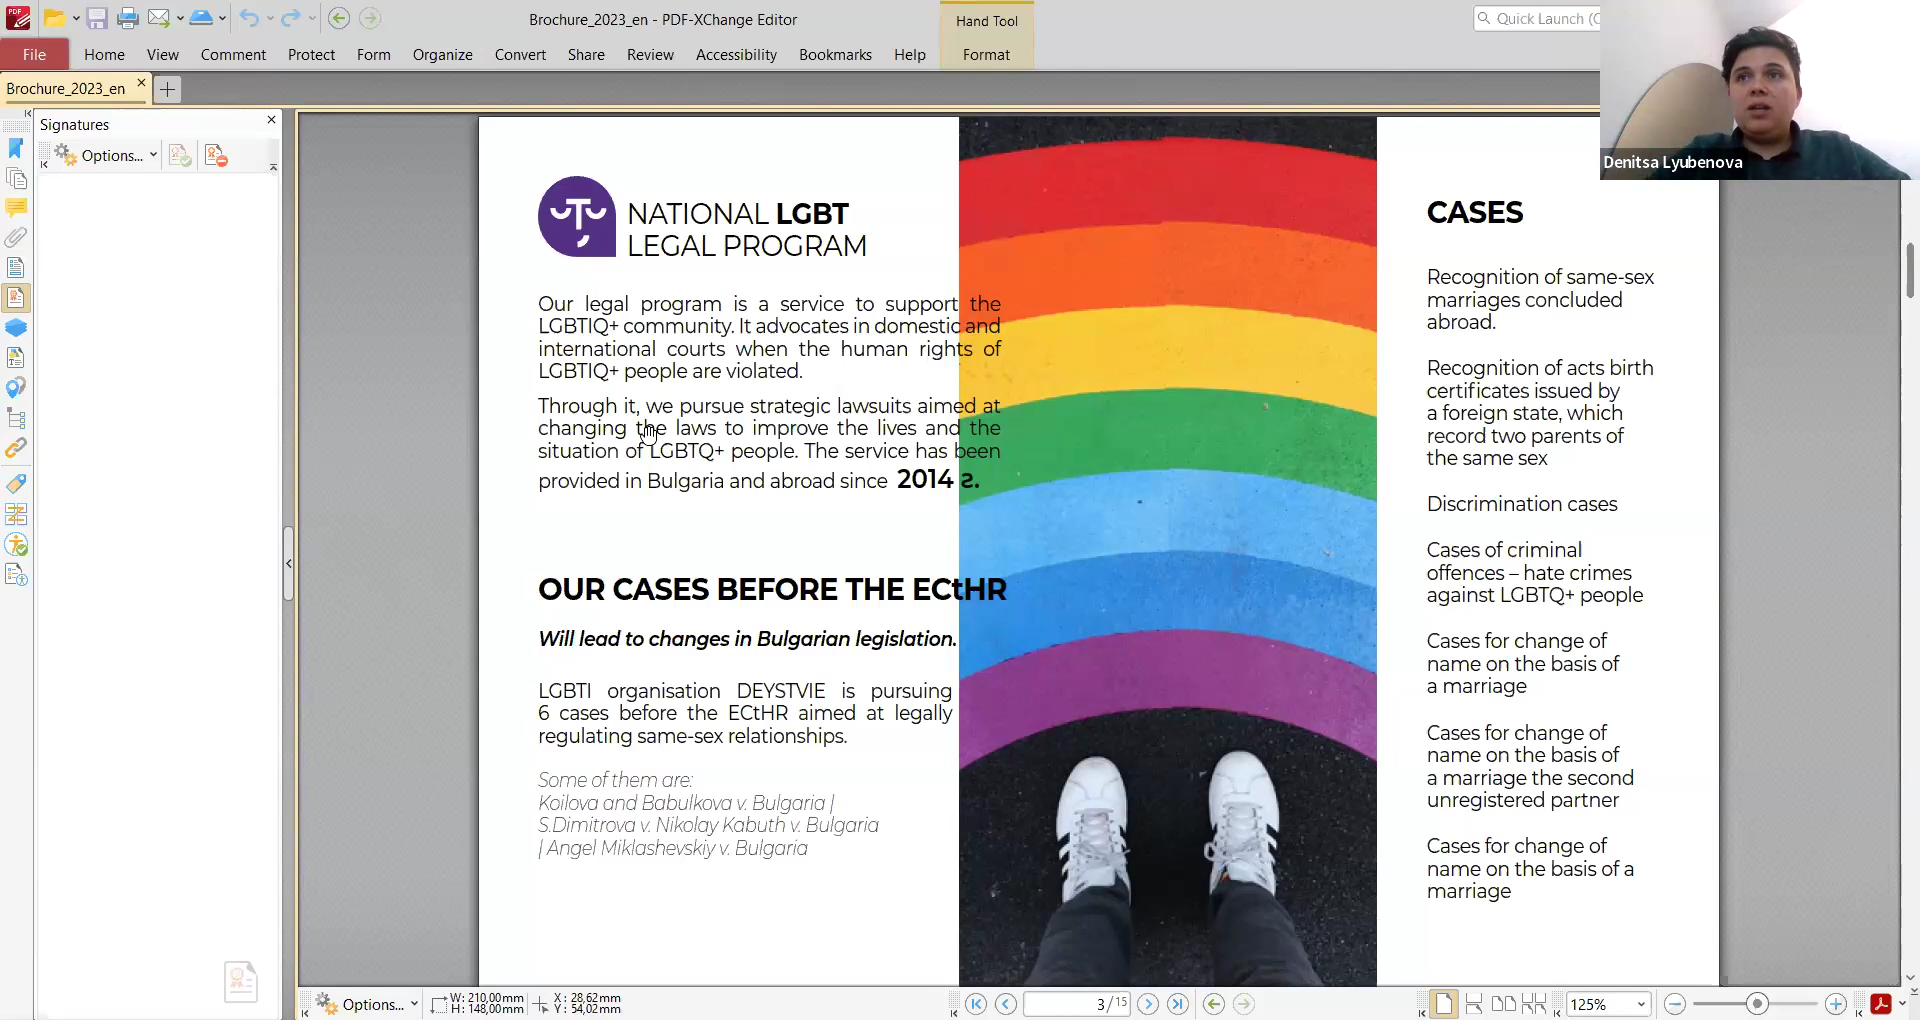 Brochure_2023_en - PDF-XChange Editor
Hand Tool
Quick Launch (C
File
Home
View
Comment
Protect
Form
Organize
Convert
Share
Review
Accessibility
Bookmarks
Help
Format
Brochure_2023_en
Signatures
Options...
Denitsa Lyubenova
NATIONAL LGBT
LEGAL PROGRAM
Our legal program is a service to support the
LGBTIQ+ community. It advocates in domestic and
international courts when the human rights of
LGBTIQ+ people are violated.
Through it, we pursue strategic lawsuits aimed at
changing the laws to improve the lives and the
situation of LGBTQ+ people. The service has been
provided in Bulgaria and abroad since 2014 г.
OUR CASES BEFORE THE ECtHR
Will lead to changes in Bulgarian legislation.
LGBTI organisation DEYSTVIE is pursuing
6 cases before the ECtHR aimed at legally
regulating same-sex relationships.
Some of them are:
Koilova and Babulkova v. Bulgaria |
S.Dimitrova v. Nikolay Kabuth v. Bulgaria
| Angel Miklashevskiy v. Bulgaria
CASES
Recognition of same-sex
marriages concluded
abroad.
Recognition of acts birth
certificates issued by
a foreign state, which
record two parents of
the same sex
Discrimination cases
Cases of criminal
offences – hate crimes
against LGBTQ+ people
Cases for change of
name on the basis of
a marriage
Cases for change of
name on the basis of
a marriage the second
unregistered partner
Cases for change of
name on the basis of a
marriage
Options...
W: 210,00mm
H: 148,00mm
X: 28,62mm
Y: 54,02mm
3 / 15
125%